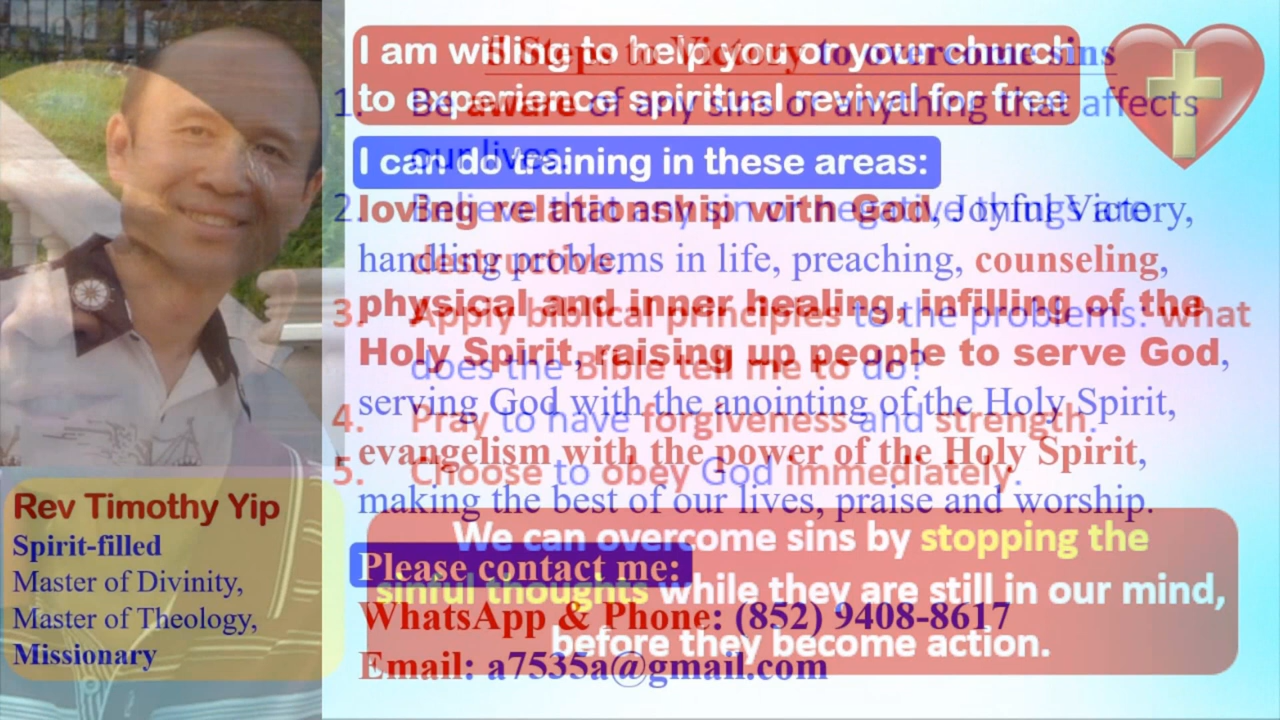 I am willing to help you or your church
to experience spiritual revival for free
I can do training in these areas:
loving relationship with God, Joyful Victory,
handling problems in life, preaching, counseling,
physical and inner healing, infilling of the
Holy Spirit, raising up people to serve God,
serving God with the anointing of the Holy Spirit,
evangelism with the power of the Holy Spirit,
making the best of our lives, praise and worship.
Please contact me:
WhatsApp & Phone: (852) 9408-8617
Email: a7535a@gmail.com
Rev Timothy Yip
Spirit-filled
Master of Divinity,
Master of Theology,
Missionary
5 Steps to Victory to overcome sins
1. Be aware of any sins or anything that affects
our lives.
2. Believe that any sin or negative things are
destructive.
3. Apply biblical principles to the problems: what
does the Bible tell me to do?
4. Pray to have forgiveness and strength.
5. Choose to obey God immediately.
We can overcome sins by stopping the
sinful thoughts while they are still in our mind,
before they become action.